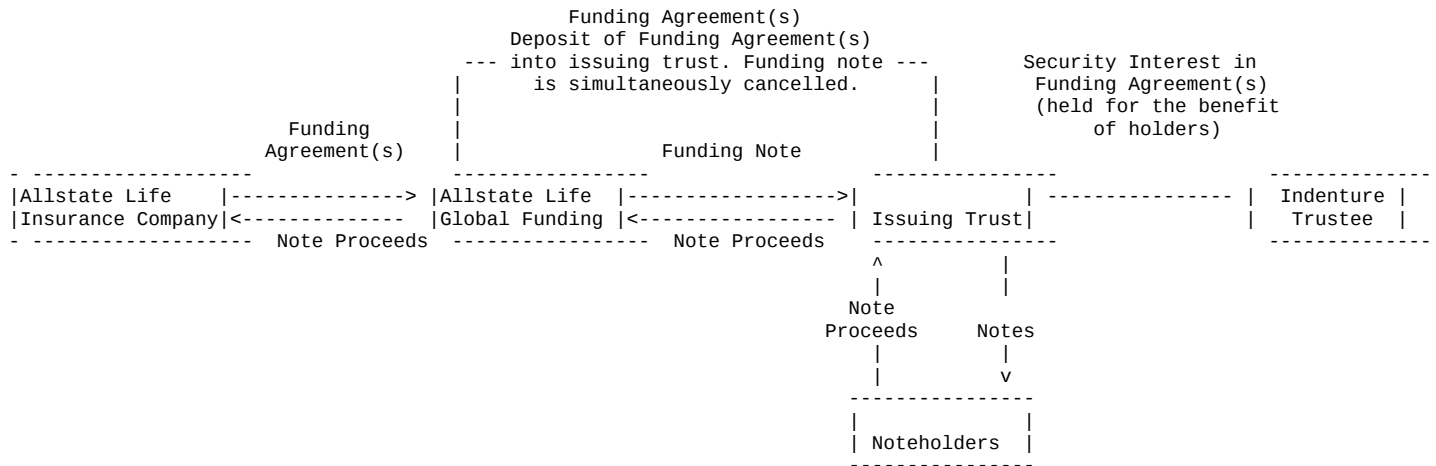 Funding Agreement(s)
Deposit of Funding Agreement(s)
--- into issuing trust. Funding note --- Security Interest in
| is simultaneously cancelled. | Funding Agreement(s)
| | (held for the benefit
Funding | | of holders)
Agreement(s) | Funding Note |
- ------------------- ----------------- ---------------- --------------
|Allstate Life |--------------> |Allstate Life |------------------>| | ---------------- | Indenture |
|Insurance Company|<-------------- |Global Funding |<----------------- | Issuing Trust| | Trustee |
- ------------------- Note Proceeds ----------------- Note Proceeds ---------------- --------------
^ |
| |
Note
Proceeds Notes
| |
| v
----------------
| |
| Noteholders |
----------------